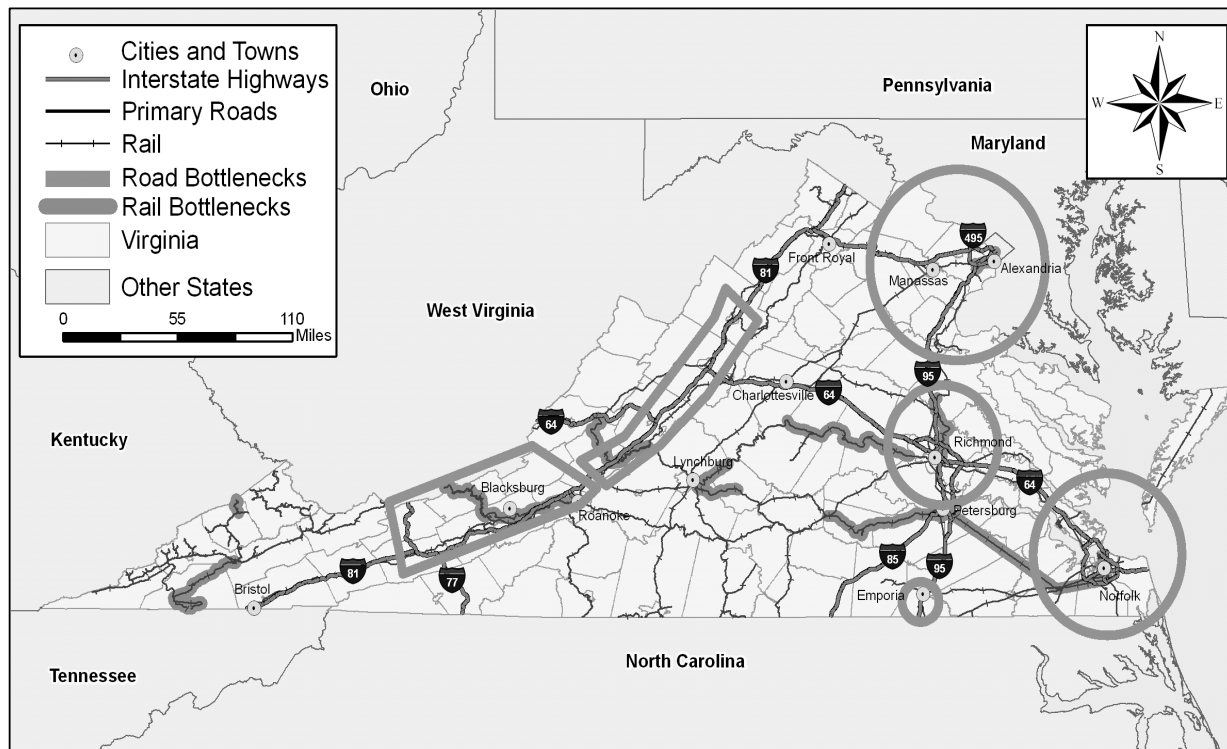 Cities and Towns
Interstate Highways
Primary Roads
Rail
Road Bottlenecks
Rail Bottlenecks
Virginia
Other States
0 55 110
Miles
N
W E
S
Ohio
Pennsylvania
Maryland
West Virginia
Kentucky
Tennessee
North Carolina
495
Front Royal
Alexandria
Manassas
81
95
Charlottesville
64
64
Richmond
Lynchburg
64
Blacksburg
Roanoke
Petersburg
85
95
81
77
Bristol
Emporia
Norfolk